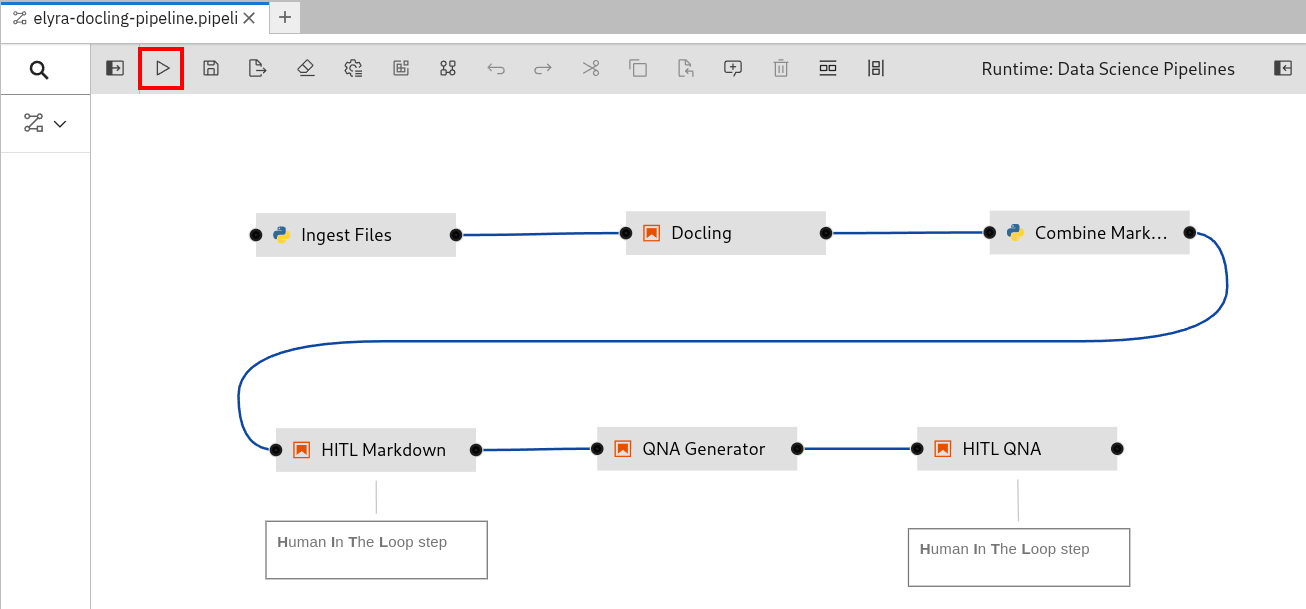 elyra-docling-pipeline.pipeli
Runtime: Data Science Pipelines
Ingest Files
Docling
Combine Mark...
HITL Markdown
QNA Generator
HITL QNA
Human In The Loop step
Human In The Loop step